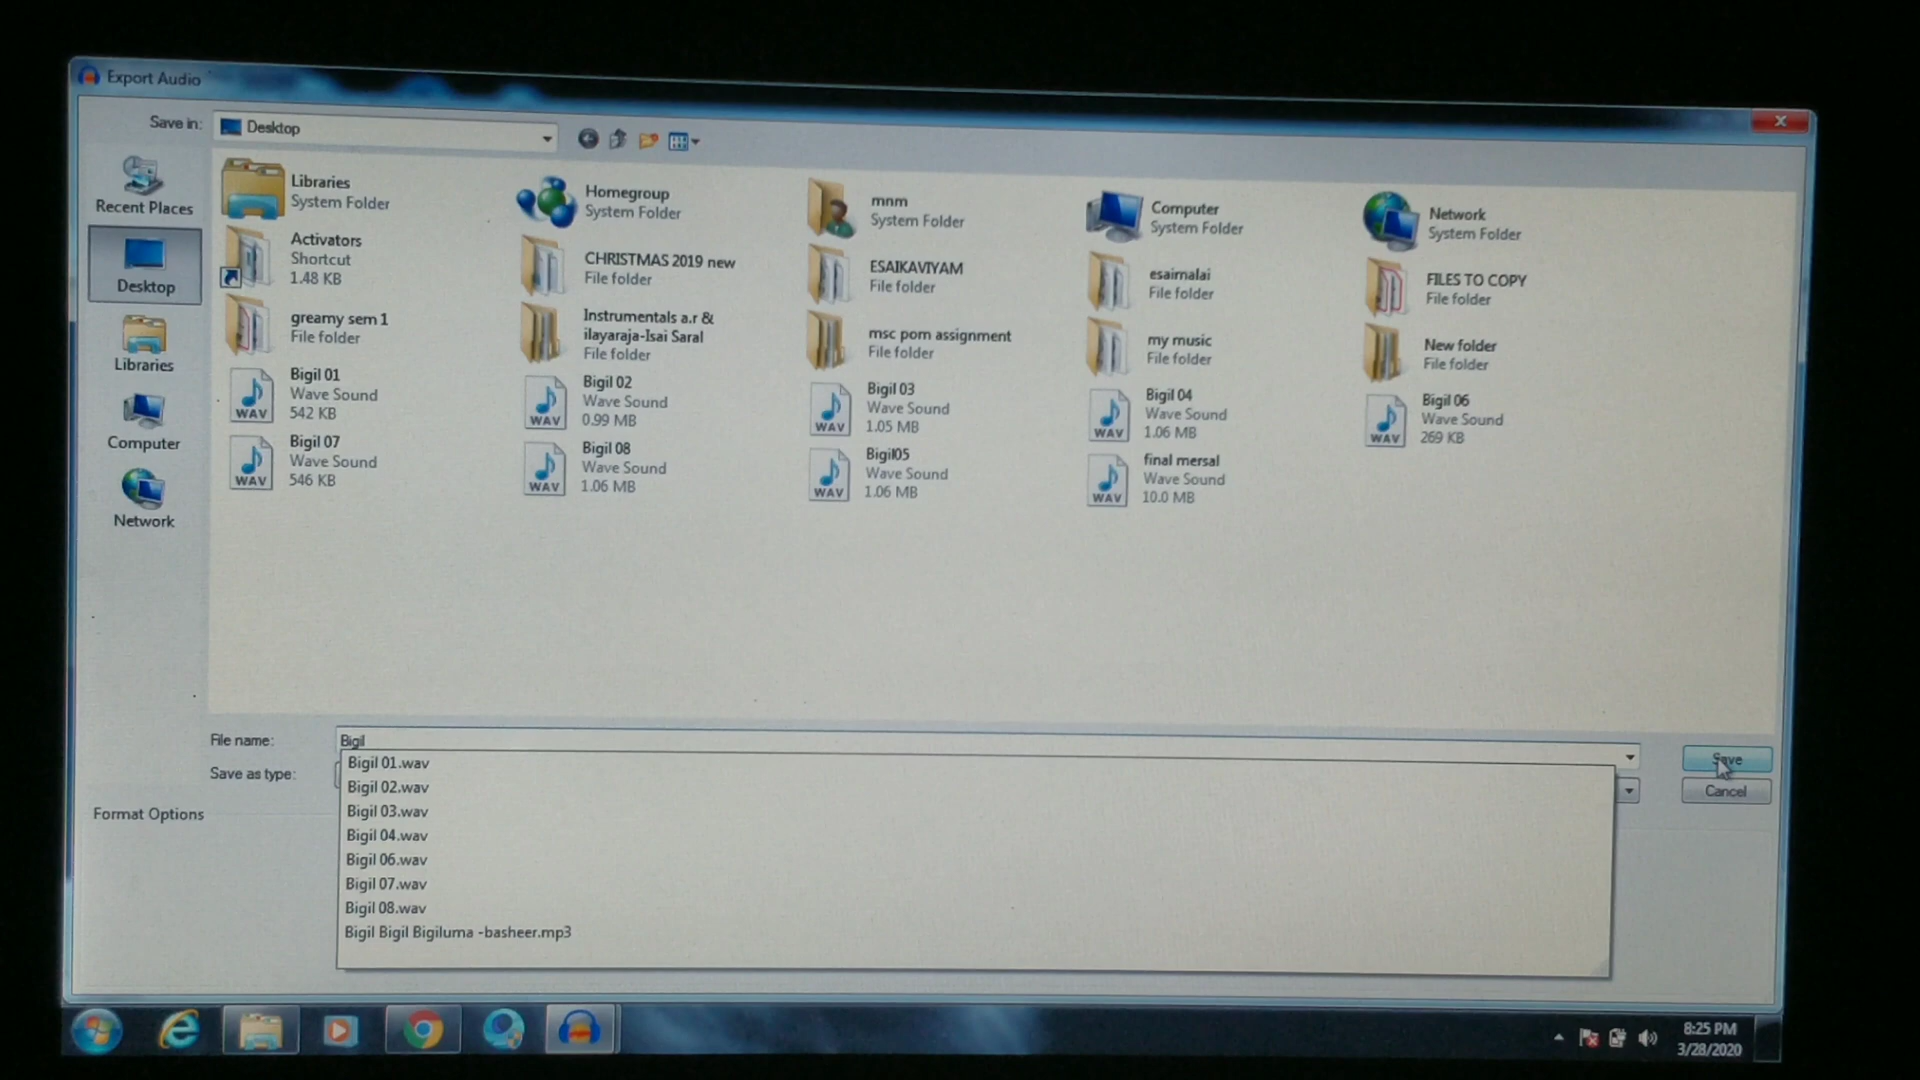 Export Audio
Save in: Desktop
Recent Places
Desktop
Libraries
Computer
Network
Libraries
System Folder
Homegroup
System Folder
mnm
System Folder
Computer
System Folder
Network
System Folder
Activators
Shortcut
1.48 KB
CHRISTMAS 2019 new
File folder
ESAIKAVIYAM
File folder
esaimalai
File folder
FILES TO COPY
File folder
greamy sem 1
File folder
Instrumentals a.r &
ilayaraja-Isai Saral
File folder
msc pom assignment
File folder
my music
File folder
New folder
File folder
WAV
Bigil 01
Wave Sound
542 KB
WAV
Bigil 02
Wave Sound
0.99 MB
WAV
Bigil 03
Wave Sound
1.05 MB
WAV
Bigil 04
Wave Sound
1.06 MB
WAV
Bigil 06
Wave Sound
269 KB
WAV
Bigil 07
Wave Sound
546 KB
WAV
Bigil 08
Wave Sound
1.06 MB
WAV
Bigil05
Wave Sound
1.06 MB
WAV
final mersal
Wave Sound
10.0 MB
File name: Bigil
Save
Save as type:
Cancel
Format Options
Bigil 01.wav
Bigil 02.wav
Bigil 03.wav
Bigil 04.wav
Bigil 06.wav
Bigil 07.wav
Bigil 08.wav
Bigil Bigil Bigiluma -basheer.mp3
8:25 PM
3/28/2020